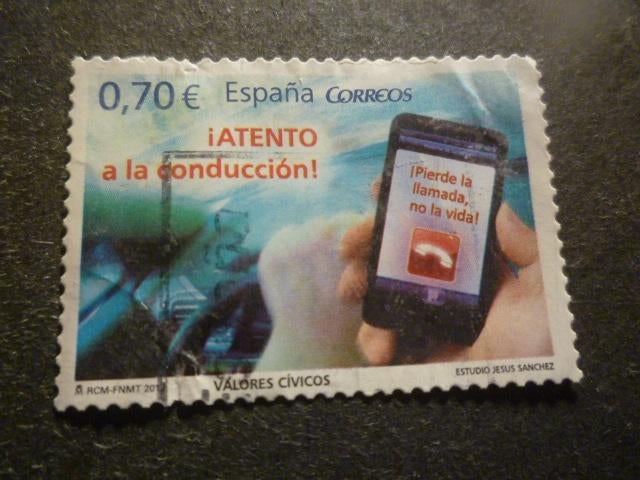 0,70 € España CORREOS
¡ATENTO
a la conducción!
¡Pierde la
llamada,
no la vida!
RCM-FNMT
VALORES CÍVICOS
ESTUDIO JESUS SANCHEZ